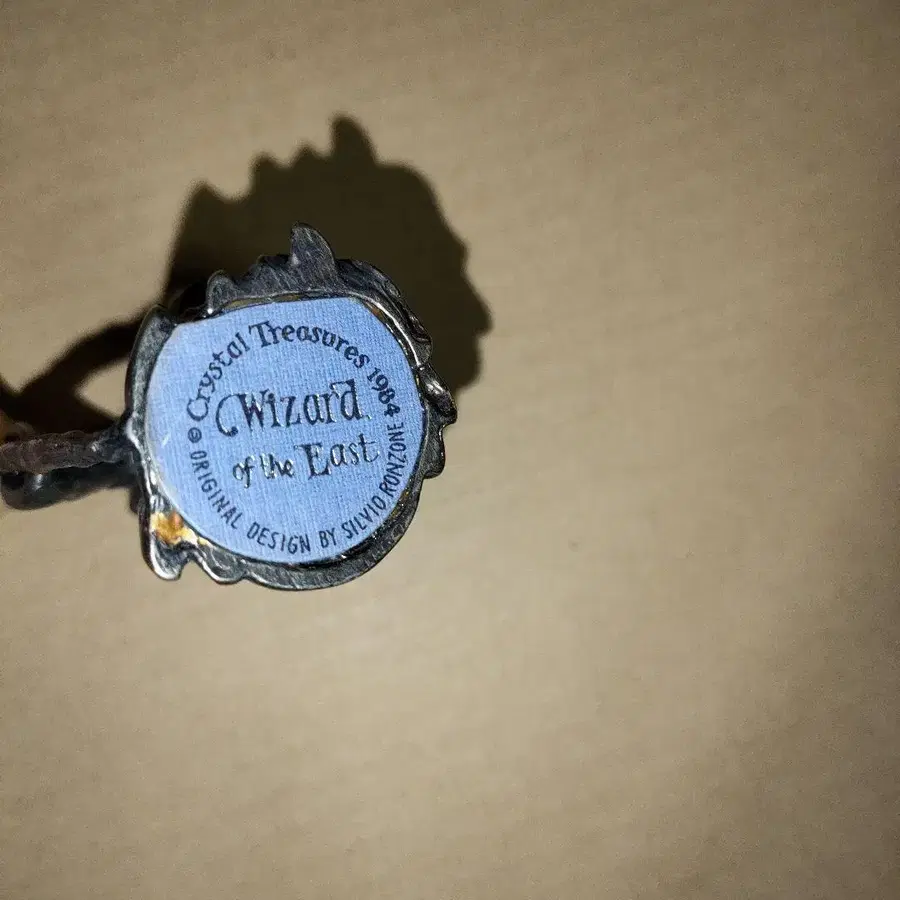 © Crystal Treasures 1984
Wizard
of the East
ORIGINAL DESIGN BY SILVIO RONZONE